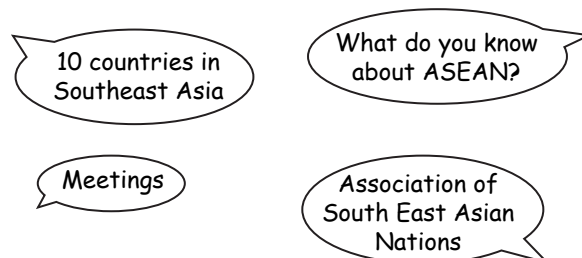 10 countries in
Southeast Asia
What do you know
about ASEAN?
Meetings
Association of
South East Asian
Nations